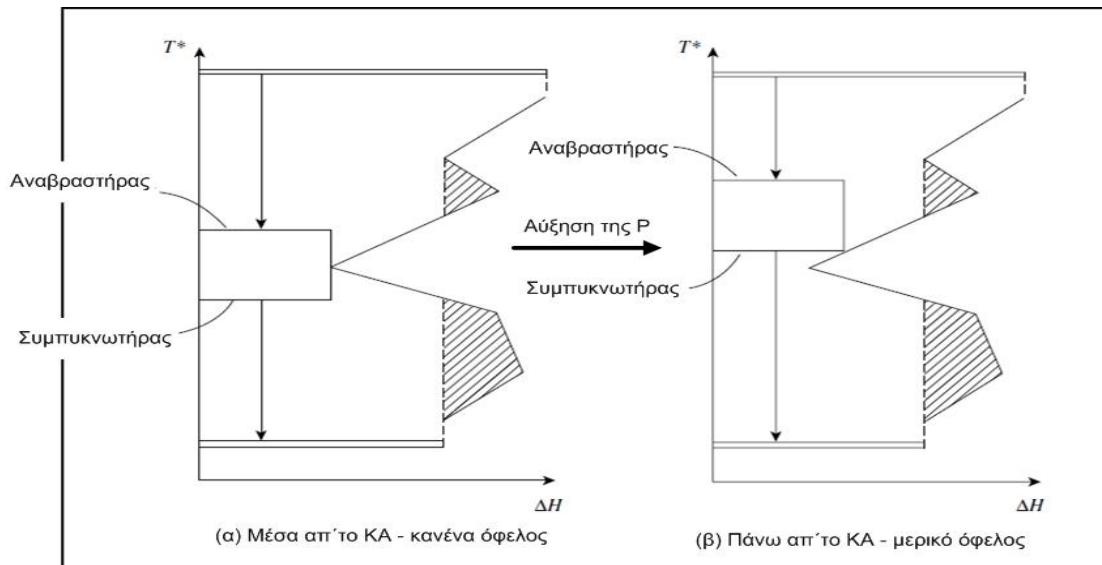 T*
Αναβραστήρας
Συμπυκνωτήρας
ΔH
(α) Μέσα απ΄το ΚΑ - κανένα όφελος
Αύξηση της P
T*
Αναβραστήρας
Συμπυκνωτήρας
ΔH
(β) Πάνω απ΄το ΚΑ - μερικό όφελος